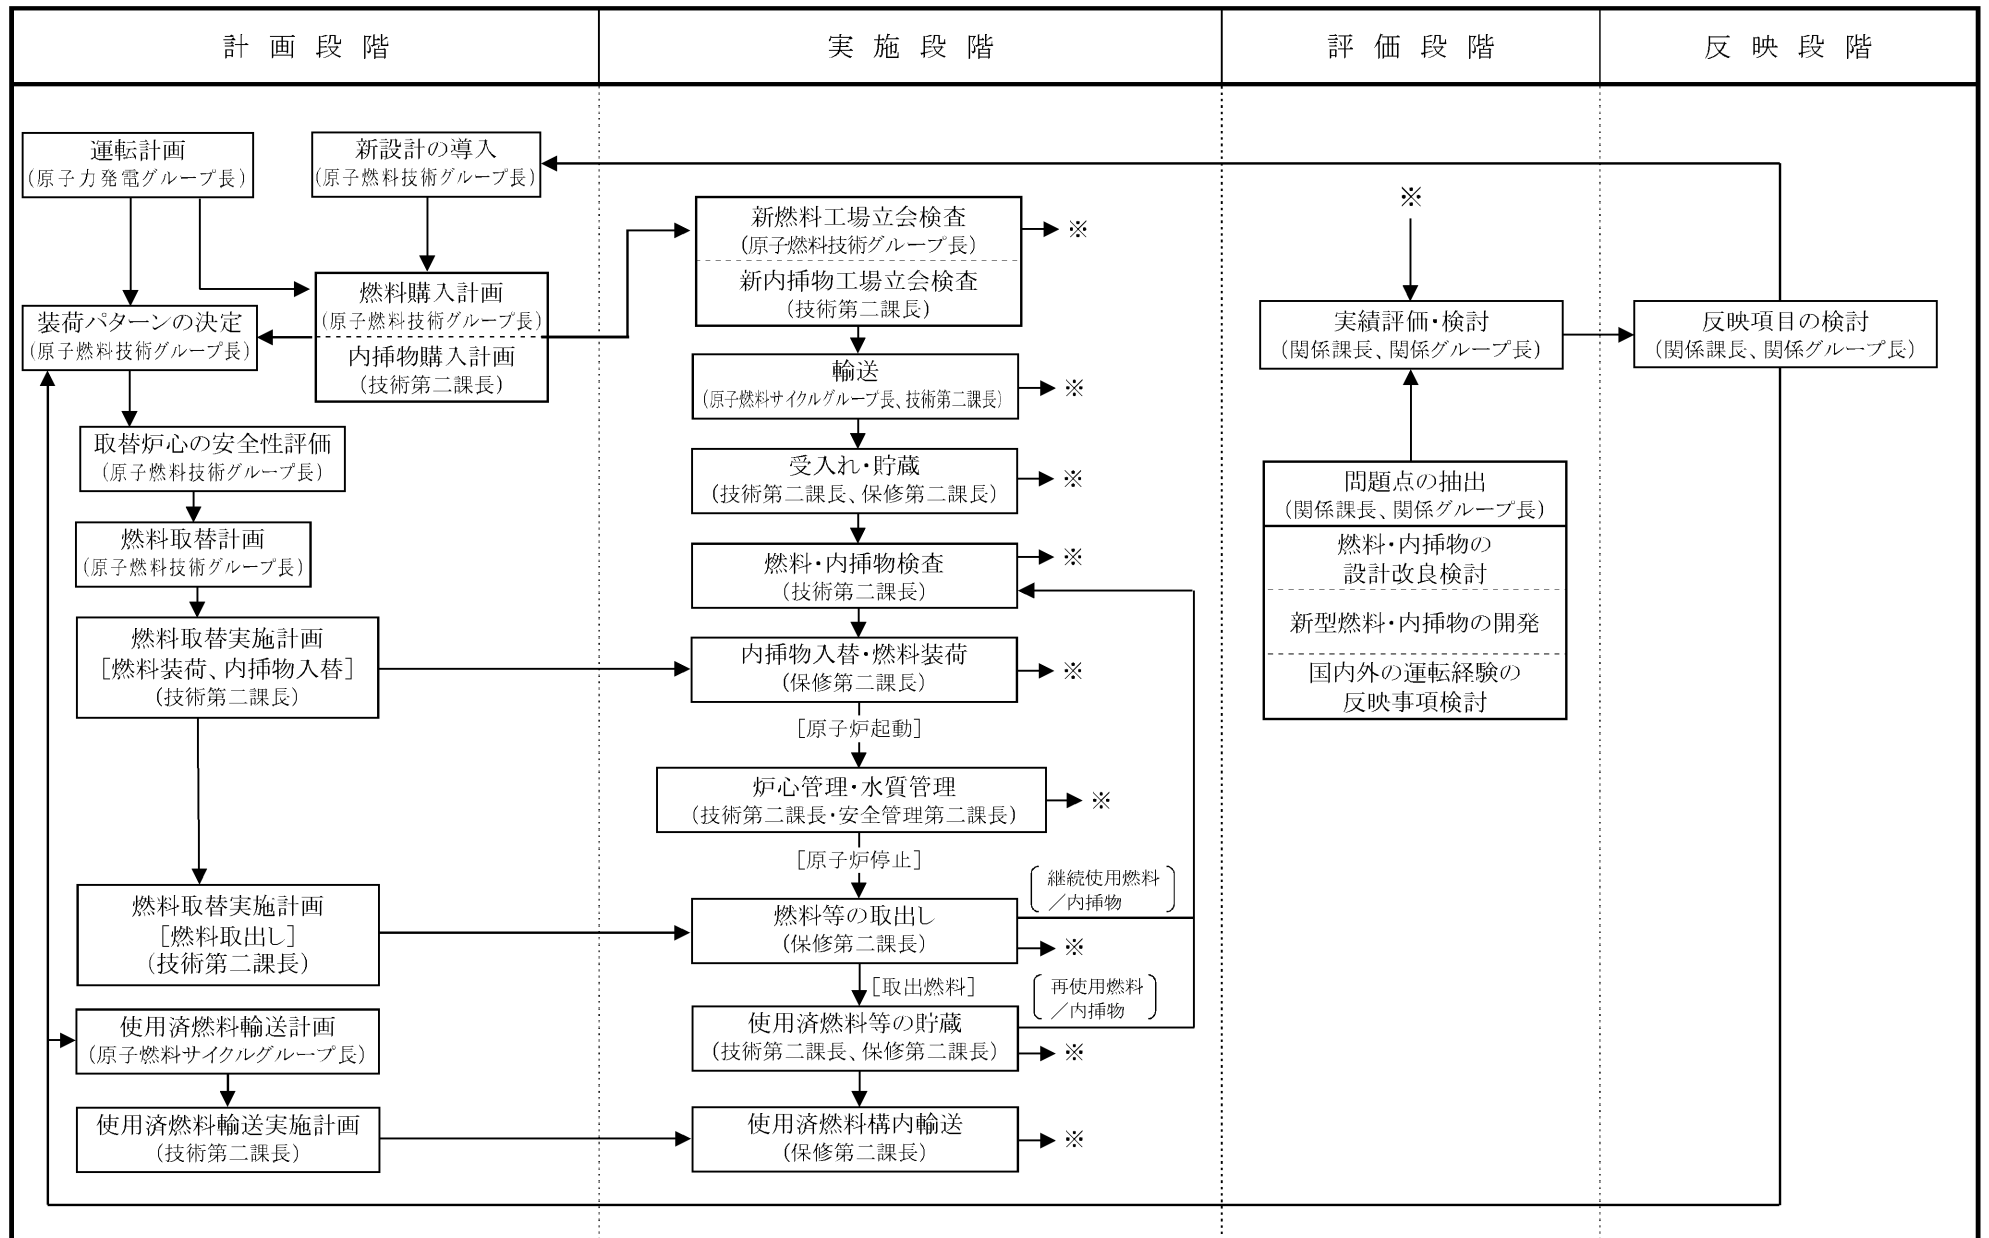 計画段階
実施段階
評価段階
反映段階
運転計画
(原子力発電グループ長)
新設計の導入
(原子燃料技術グループ長)
燃料購入計画
(原子燃料技術グループ長)
内挿物購入計画
(技術第二課長)
装荷パターンの決定
(原子燃料技術グループ長)
取替炉心の安全性評価
(原子燃料技術グループ長)
燃料取替計画
(原子燃料技術グループ長)
燃料取替実施計画
[燃料装荷、内挿物入替]
(技術第二課長)
燃料取替実施計画
[燃料取出し]
(技術第二課長)
使用済燃料輸送計画
(原子燃料サイクルグループ長)
使用済燃料輸送実施計画
(技術第二課長)
新燃料工場立会検査
(原子燃料技術グループ長)
※
新内挿物工場立会検査
(技術第二課長)
輸送
(原子燃料サイクルグループ長、技術第二課長)
※
受入れ・貯蔵
(技術第二課長、保修第二課長)
※
燃料・内挿物検査
(技術第二課長)
※
内挿物入替・燃料装荷
(保修第二課長)
※
[原子炉起動]
炉心管理・水質管理
(技術第二課長・安全管理第二課長)
※
[原子炉停止]
継続使用燃料
/内挿物
燃料等の取出し
(保修第二課長)
※
[取出燃料]
再使用燃料
/内挿物
使用済燃料等の貯蔵
(技術第二課長、保修第二課長)
※
使用済燃料構内輸送
(保修第二課長)
※
※
実績評価・検討
(関係課長、関係グループ長)
問題点の抽出
(関係課長、関係グループ長)
燃料・内挿物の
設計改良検討
新型燃料・内挿物の開発
国内外の運転経験の
反映事項検討
反映項目の検討
(関係課長、関係グループ長)